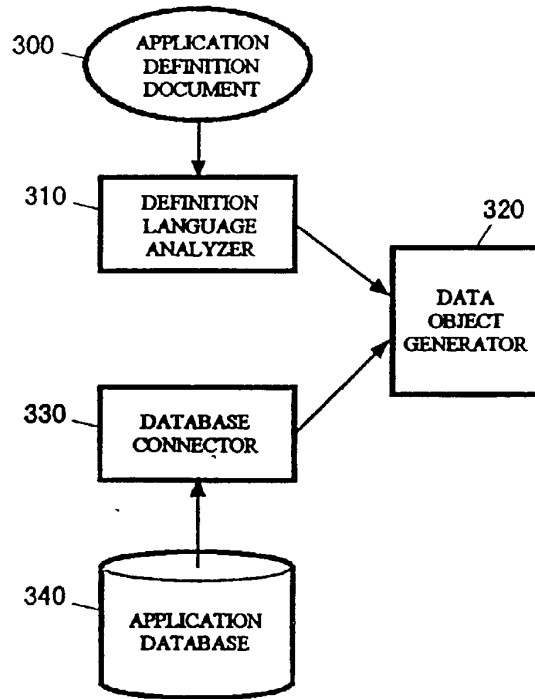 300
APPLICATION
DEFINITION
DOCUMENT
310
DEFINITION
LANGUAGE
ANALYZER
320
DATA
OBJECT
GENERATOR
330
DATABASE
CONNECTOR
340
APPLICATION
DATABASE